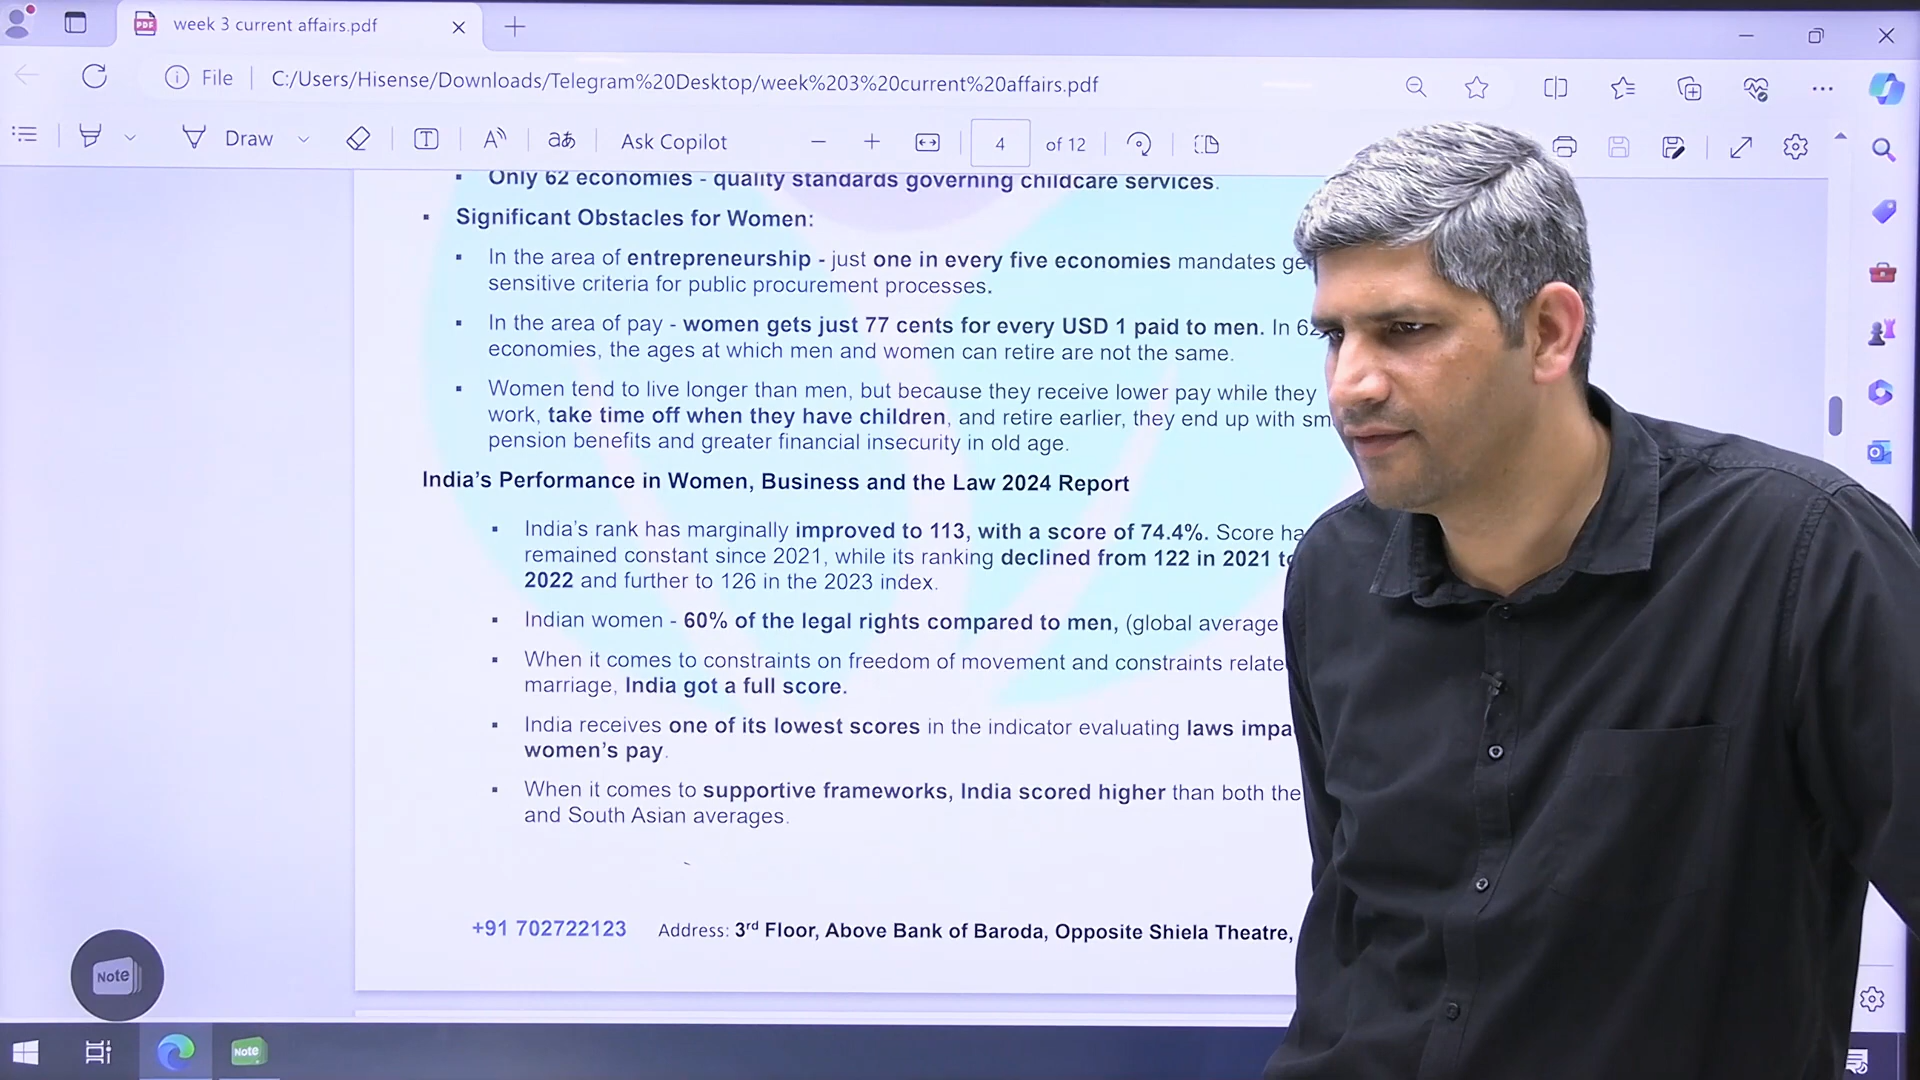 week 3 current affairs.pdf
File
C:/Users/Hisense/Downloads/Telegram%20Desktop/week%203%20current%20affairs.pdf
Draw
Ask Copilot
4 of 12
Only 62 economies - quality standards governing childcare services.
Significant Obstacles for Women:
In the area of entrepreneurship - just one in every five economies mandates
sensitive criteria for public procurement processes.
In the area of pay - women gets just 77 cents for every USD 1 paid to men. In 62
economies, the ages at which men and women can retire are not the same.
Women tend to live longer than men, but because they receive lower pay while they
work, take time off when they have children, and retire earlier, they end up with
pension benefits and greater financial insecurity in old age.
India's Performance in Women, Business and the Law 2024 Report
India's rank has marginally improved to 113, with a score of 74.4%. Score
remained constant since 2021, while its ranking declined from 122 in 2021
2022 and further to 126 in the 2023 index.
Indian women - 60% of the legal rights compared to men, (global average
When it comes to constraints on freedom of movement and constraints
marriage, India got a full score.
India receives one of its lowest scores in the indicator evaluating laws
women's pay.
When it comes to supportive frameworks, India scored higher than both the
and South Asian averages.
+91 702722123 Address: 3rd Floor, Above Bank of Baroda, Opposite Shiela Theatre,
Note
Note